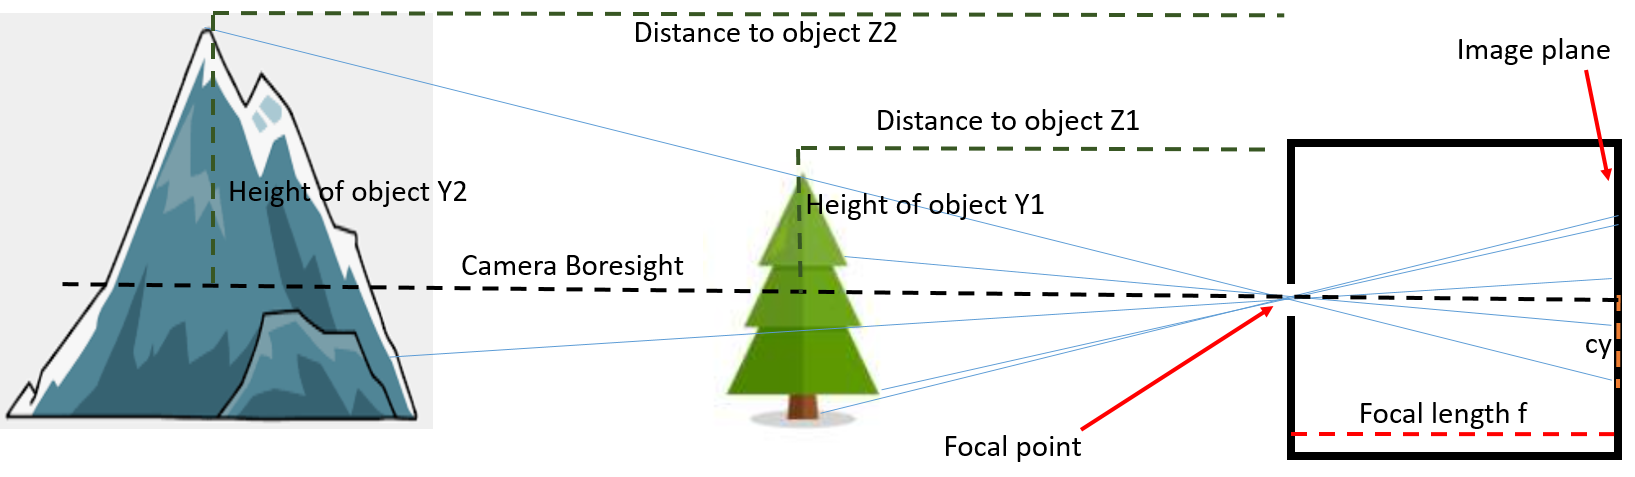 Distance to object Z2
Image plane
Distance to object Z1
Height of object Y2
Height of object Y1
Camera Boresight
cy
Focal length f
Focal point